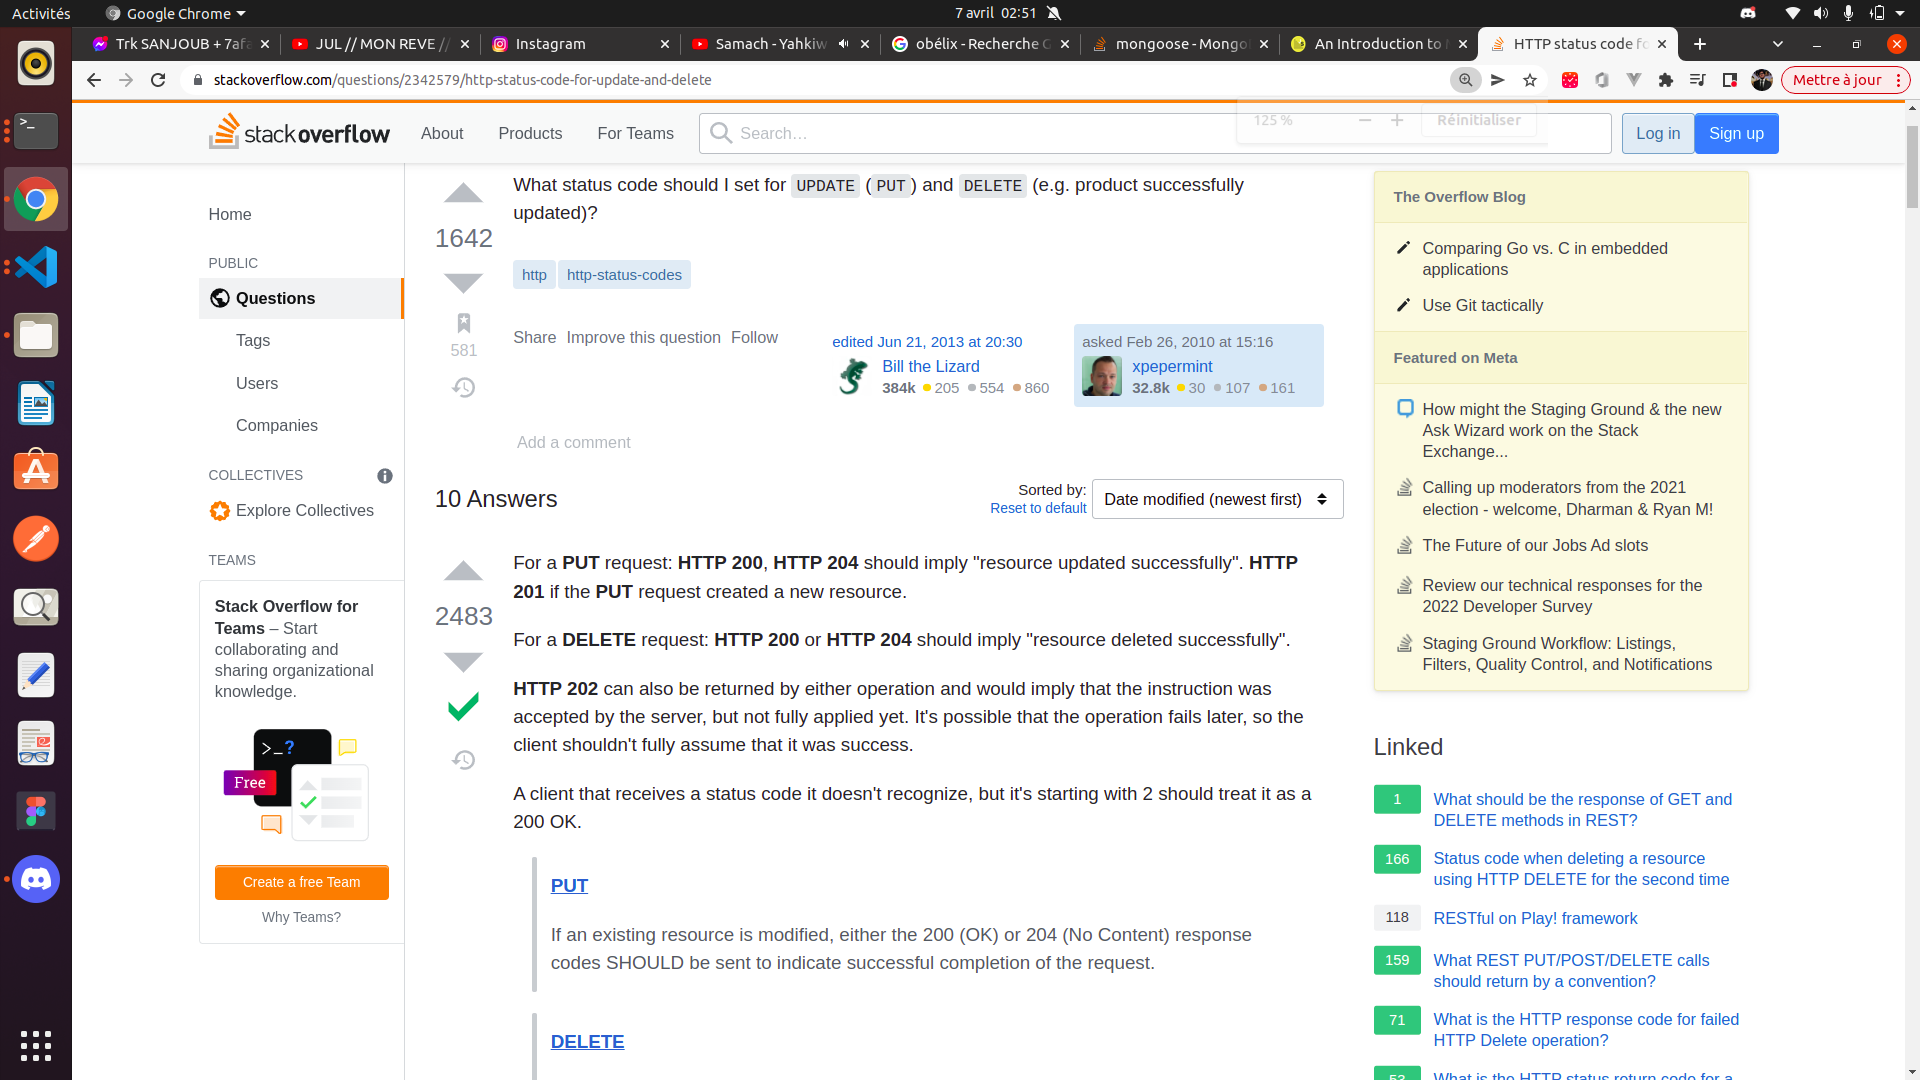 Activités
Google Chrome
7 avril 02:51
Trk SANJOUB + 7afa
JUL // MON REVE //
Instagram
Samach - Yahkiw
obélix - Recherche G
mongoose - Mongo
An Introduction to
HTTP status code fo
stackoverflow.com/questions/2342579/http-status-code-for-update-and-delete
Mettre à jour
stack overflow
About
Products
For Teams
Search…
125 %
Réinitialiser
Log in
Sign up
Home
PUBLIC
Questions
Tags
Users
Companies
COLLECTIVES
Explore Collectives
TEAMS
Stack Overflow for
Teams – Start
collaborating and
sharing organizational
knowledge.
>_?
Free
Create a free Team
Why Teams?
What status code should I set for UPDATE (PUT) and DELETE (e.g. product successfully
updated)?
1642
http
http-status-codes
581
Share Improve this question Follow
edited Jun 21, 2013 at 20:30
Bill the Lizard
384k 205 554 860
asked Feb 26, 2010 at 15:16
xpepermint
32.8k 30 107 161
Add a comment
10 Answers
Sorted by:
Reset to default
Date modified (newest first)
2483
For a PUT request: HTTP 200, HTTP 204 should imply "resource updated successfully". HTTP
201 if the PUT request created a new resource.
For a DELETE request: HTTP 200 or HTTP 204 should imply "resource deleted successfully".
HTTP 202 can also be returned by either operation and would imply that the instruction was
accepted by the server, but not fully applied yet. It's possible that the operation fails later, so the
client shouldn't fully assume that it was success.
A client that receives a status code it doesn't recognize, but it's starting with 2 should treat it as a
200 OK.
PUT
If an existing resource is modified, either the 200 (OK) or 204 (No Content) response
codes SHOULD be sent to indicate successful completion of the request.
DELETE
The Overflow Blog
Comparing Go vs. C in embedded
applications
Use Git tactically
Featured on Meta
How might the Staging Ground & the new
Ask Wizard work on the Stack
Exchange...
Calling up moderators from the 2021
election - welcome, Dharman & Ryan M!
The Future of our Jobs Ad slots
Review our technical responses for the
2022 Developer Survey
Staging Ground Workflow: Listings,
Filters, Quality Control, and Notifications
Linked
1
What should be the response of GET and
DELETE methods in REST?
166
Status code when deleting a resource
using HTTP DELETE for the second time
118
RESTful on Play! framework
159
What REST PUT/POST/DELETE calls
should return by a convention?
71
What is the HTTP response code for failed
HTTP Delete operation?
53
What is the HTTP status return code for a